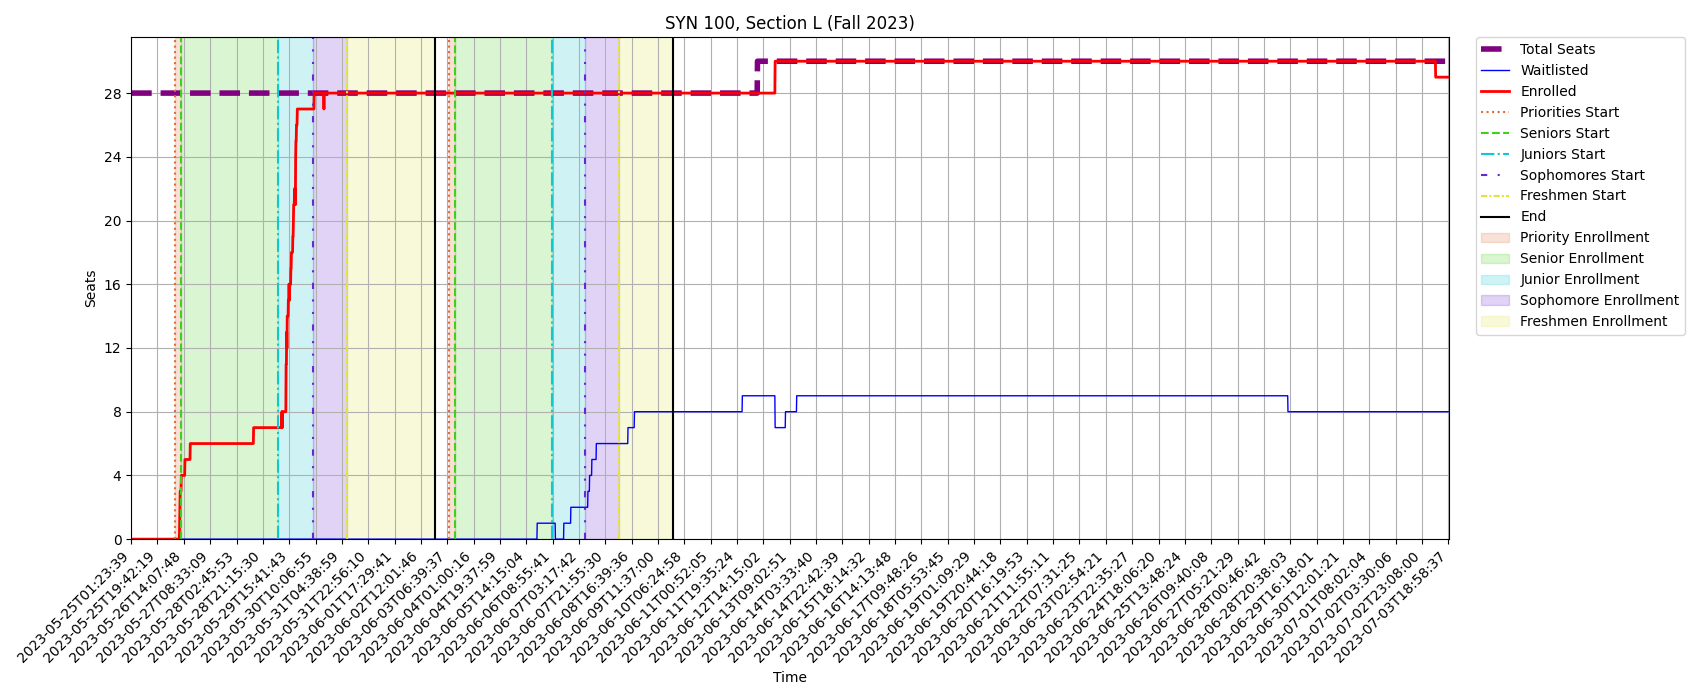 SYN 100, Section L (Fall 2023)
Total Seats
Waitlisted
Enrolled
Priorities Start
Seniors Start
Juniors Start
Sophomores Start
Freshmen Start
End
Priority Enrollment
Senior Enrollment
Junior Enrollment
Sophomore Enrollment
Freshmen Enrollment
Seats
28
24
20
16
12
8
4
0
2023-05-25T01:23:39
2023-05-25T19:42:19
2023-05-26T14:07:48
2023-05-27T08:33:09
2023-05-28T02:45:53
2023-05-28T21:15:30
2023-05-29T15:41:43
2023-05-30T10:06:55
2023-05-31T04:38:59
2023-05-31T22:56:10
2023-06-01T17:29:41
2023-06-02T12:01:46
2023-06-03T06:39:37
2023-06-04T01:00:16
2023-06-04T19:37:59
2023-06-05T14:15:04
2023-06-06T08:55:41
2023-06-07T03:17:42
2023-06-07T21:55:30
2023-06-08T16:39:36
2023-06-09T11:37:00
2023-06-10T06:24:58
2023-06-11T00:52:05
2023-06-11T19:35:24
2023-06-12T14:15:02
2023-06-13T09:02:51
2023-06-14T03:33:40
2023-06-14T22:42:39
2023-06-15T18:14:32
2023-06-16T14:13:48
2023-06-17T09:48:26
2023-06-18T05:53:45
2023-06-19T01:09:29
2023-06-19T20:44:18
2023-06-20T16:19:53
2023-06-21T11:55:11
2023-06-22T07:31:25
2023-06-23T02:54:21
2023-06-23T22:35:27
2023-06-24T18:06:20
2023-06-25T13:48:24
2023-06-26T09:40:08
2023-06-27T05:21:29
2023-06-28T00:46:42
2023-06-28T20:38:03
2023-06-29T16:18:01
2023-06-30T12:01:21
2023-07-01T08:02:04
2023-07-02T03:30:06
2023-07-02T23:08:00
2023-07-03T18:58:37
Time